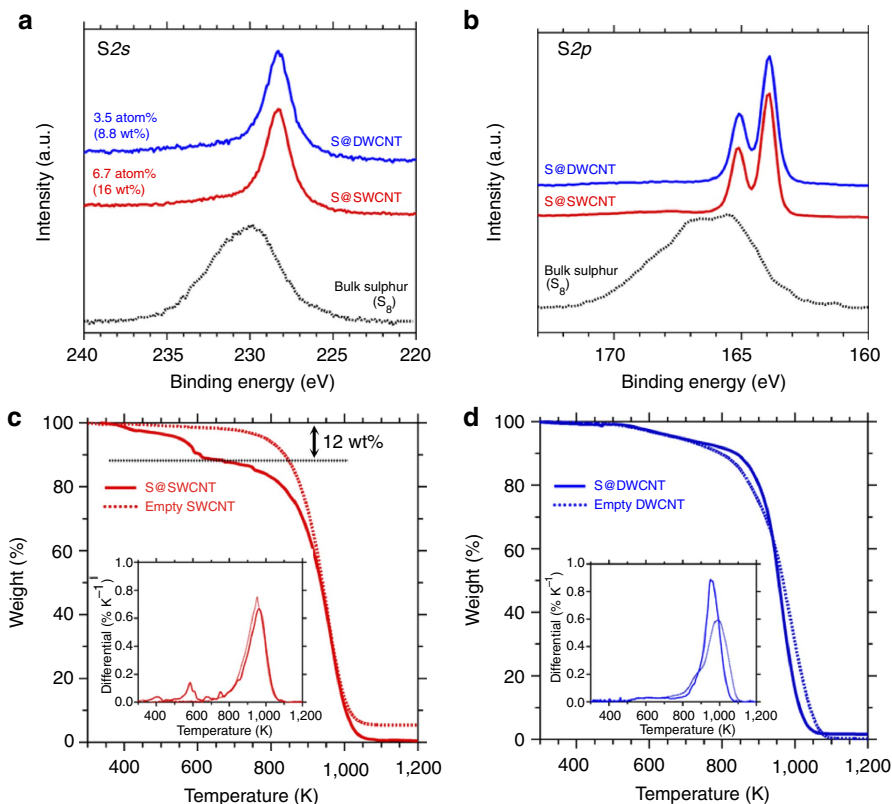 a
S2s
3.5 atom%
(8.8 wt%)
S@DWCNT
6.7 atom%
(16 wt%)
S@SWCNT
Bulk sulphur
(S8)
Intensity (a.u.)
240 235 230 225 220
Binding energy (eV)
b
S2p
S@DWCNT
S@SWCNT
Bulk sulphur
(S8)
Intensity (a.u.)
170 165 160
Binding energy (eV)
c
100
80
60
40
20
0
Weight (%)
12 wt%
S@SWCNT
Empty SWCNT
1.0
0.8
0.6
0.4
0.2
0.0
Differential (% K−1)
400 600 800 1,000 1,200
Temperature (K)
400 600 800 1,000 1,200
Temperature (K)
d
100
80
60
40
20
0
Weight (%)
S@DWCNT
Empty DWCNT
1.0
0.8
0.6
0.4
0.2
0.0
Differential (% K−1)
400 600 800 1,000 1,200
Temperature (K)
400 600 800 1,000 1,200
Temperature (K)